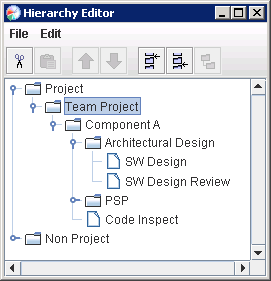 Hierarchy Editor
File Edit
Project
Team Project
Component A
Architectural Design
SW Design
SW Design Review
PSP
Code Inspect
Non Project